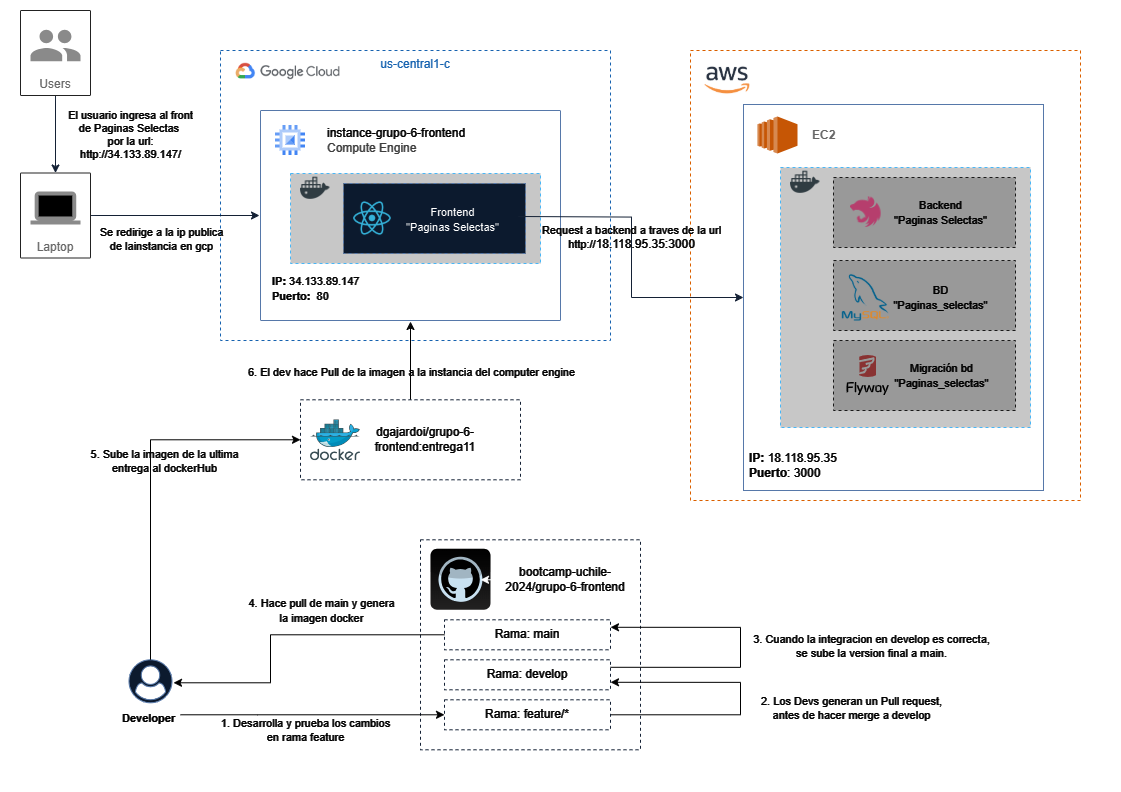 Users
El usuario ingresa al front
de Paginas Selectas
por la url:
http://34.133.89.147/
Laptop
Se redirige a la ip publica
de lainstancia en gcp
Google Cloud
us-central1-c
instance-grupo-6-frontend
Compute Engine
Frontend
"Paginas Selectas"
IP: 34.133.89.147
Puerto: 80
Request a backend a traves de la url
http://18.118.95.35:3000
aws
EC2
Backend
"Paginas Selectas"
BD
"Paginas_selectas"
MySQL
Migración bd
"Paginas_selectas"
Flyway
IP: 18.118.95.35
Puerto: 3000
6. El dev hace Pull de la imagen a la instancia del computer engine
docker
dgajardoi/grupo-6-
frontend:entrega11
5. Sube la imagen de la ultima
entrega al dockerHub
bootcamp-uchile-
2024/grupo-6-frontend
4. Hace pull de main y genera
la imagen docker
Rama: main
3. Cuando la integracion en develop es correcta,
se sube la version final a main.
Rama: develop
2. Los Devs generan un Pull request,
antes de hacer merge a develop
Rama: feature/*
Developer
1. Desarrolla y prueba los cambios
en rama feature